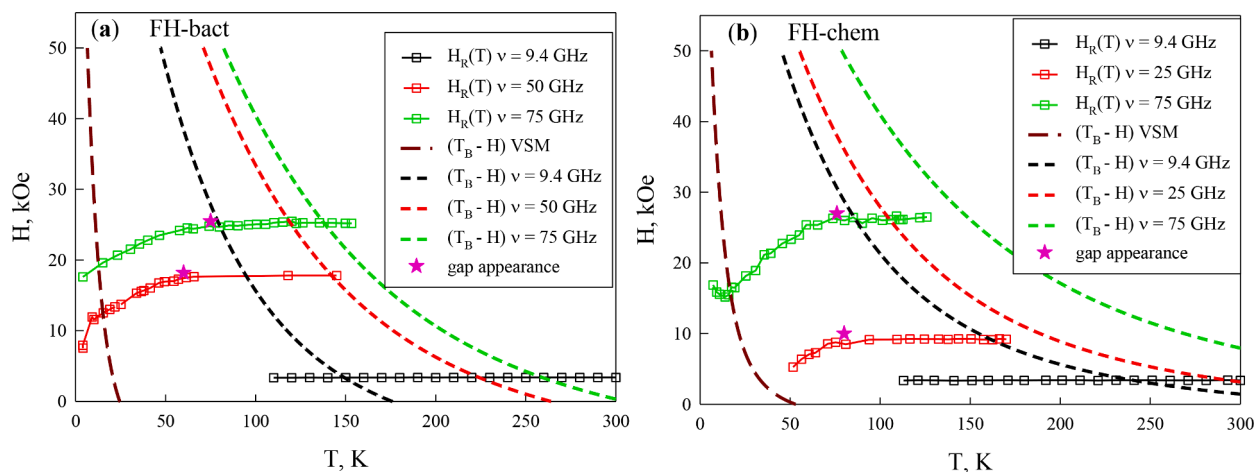 (a)
FH-bact
H_R(T) ν = 9.4 GHz
H_R(T) ν = 50 GHz
H_R(T) ν = 75 GHz
(T_B - H) VSM
(T_B - H) ν = 9.4 GHz
(T_B - H) ν = 50 GHz
(T_B - H) ν = 75 GHz
gap appearance
H, kOe
50
40
30
20
10
0
0
50
100
150
200
250
300
T, K
(b)
FH-chem
H_R(T) ν = 9.4 GHz
H_R(T) ν = 25 GHz
H_R(T) ν = 75 GHz
(T_B - H) VSM
(T_B - H) ν = 9.4 GHz
(T_B - H) ν = 25 GHz
(T_B - H) ν = 75 GHz
gap appearance
H, kOe
50
40
30
20
10
0
0
50
100
150
200
250
300
T, K